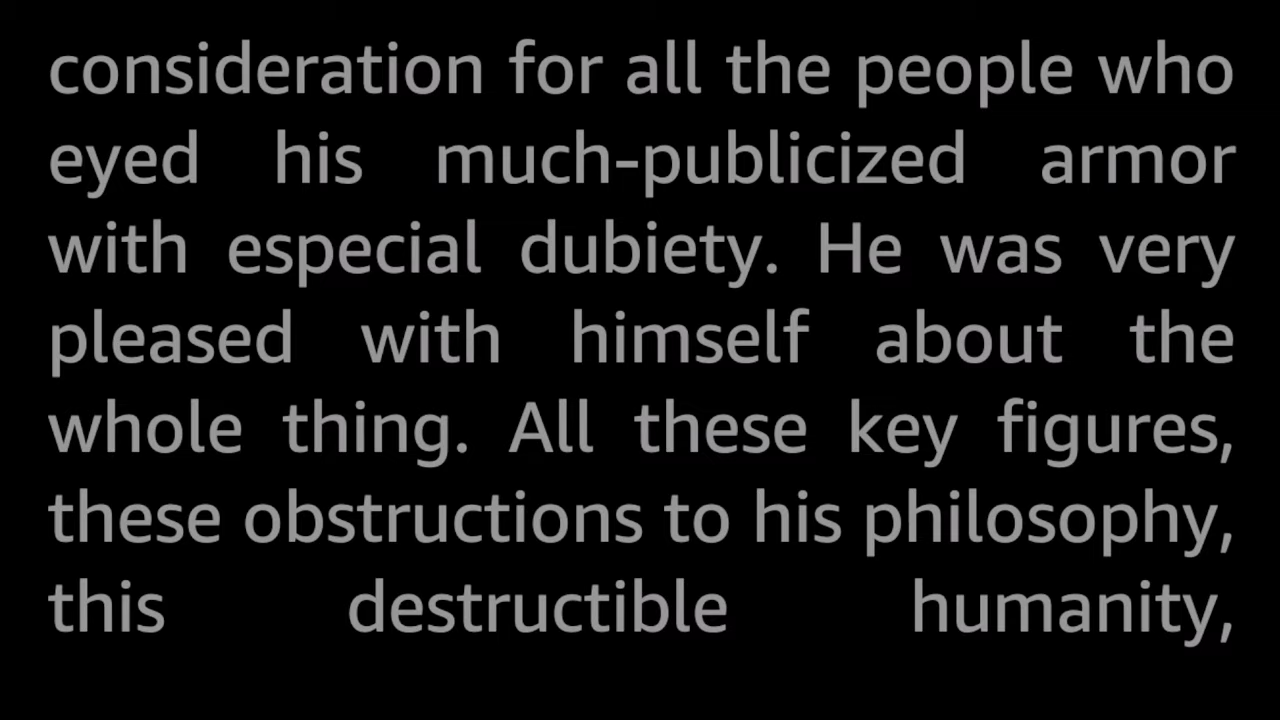 consideration for all the people who
eyed his much-publicized armor
with especial dubiety. He was very
pleased with himself about the
whole thing. All these key figures,
these obstructions to his philosophy,
this destructible humanity,